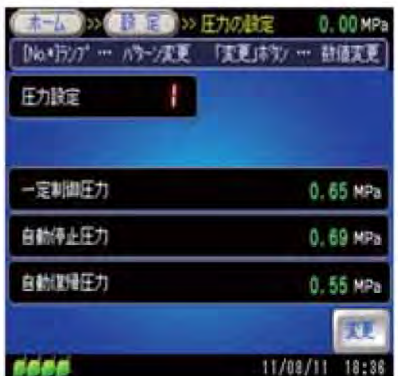 ホーム >> 設 定 >> 圧力の設定 0.00 MPa
[No.*]ランプ … パターン変更 「変更」ボタン … 数値変更
圧力設定 1
一定制御圧力 0.65 MPa
自動停止圧力 0.69 MPa
自動復帰圧力 0.55 MPa
変更
11/08/11 18:36